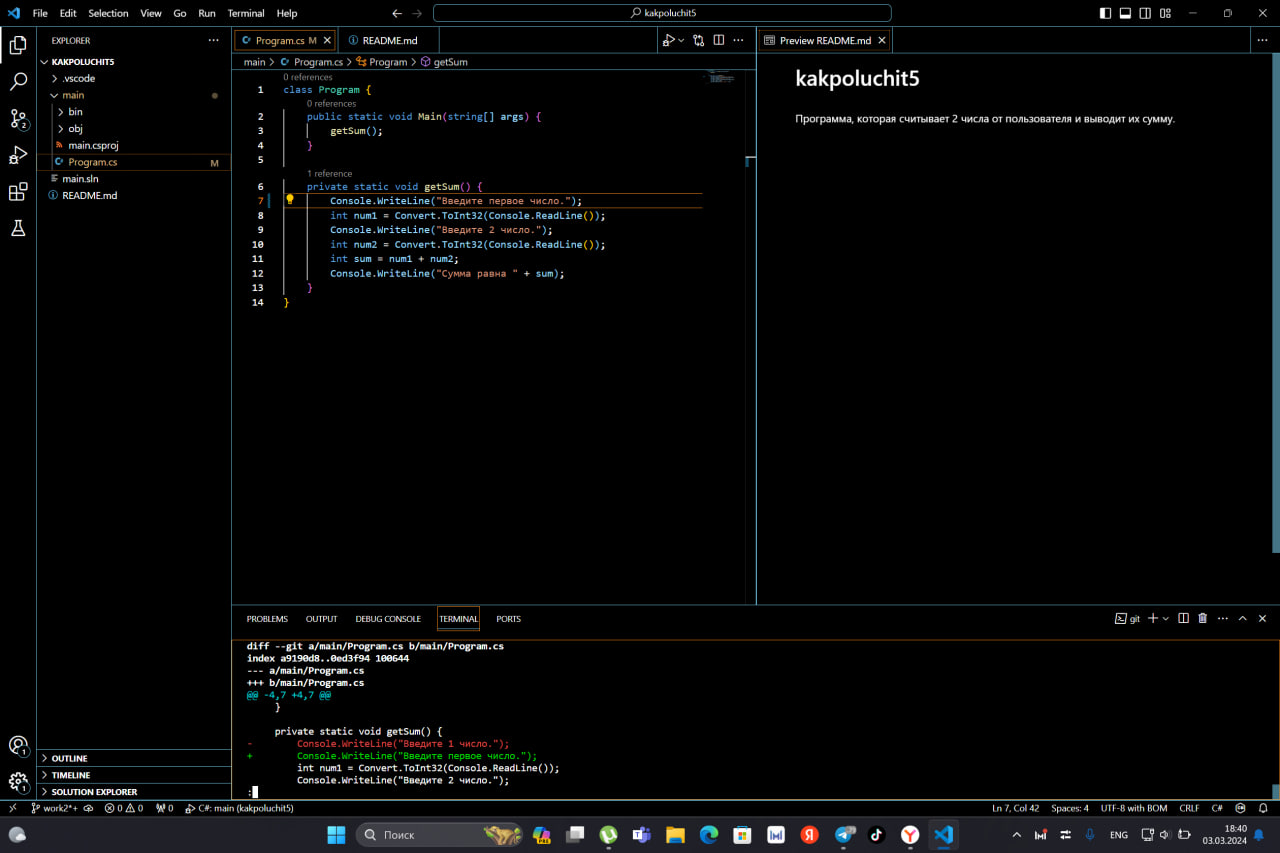 File Edit Selection View Go Run Terminal Help
kakpoluchit5
EXPLORER
KAKPOLUCHIT5
.vscode
main
bin
obj
main.csproj
Program.cs M
main.sln
README.md
OUTLINE
TIMELINE
SOLUTION EXPLORER
Program.cs M
README.md
main > Program.cs > Program > getSum
0 references
1 class Program {
0 references
2 public static void Main(string[] args) {
3 getSum();
4 }
5
1 reference
6 private static void getSum() {
7 Console.WriteLine("Введите первое число.");
8 int num1 = Convert.ToInt32(Console.ReadLine());
9 Console.WriteLine("Введите 2 число.");
10 int num2 = Convert.ToInt32(Console.ReadLine());
11 int sum = num1 + num2;
12 Console.WriteLine("Сумма равна " + sum);
13 }
14 }
Preview README.md
kakpoluchit5
Программа, которая считывает 2 числа от пользователя и выводит их сумму.
PROBLEMS OUTPUT DEBUG CONSOLE TERMINAL PORTS
git
diff --git a/main/Program.cs b/main/Program.cs
index a9190d8..0ed3f94 100644
--- a/main/Program.cs
+++ b/main/Program.cs
@@ -4,7 +4,7 @@
}
private static void getSum() {
- Console.WriteLine("Введите 1 число.");
+ Console.WriteLine("Введите первое число.");
int num1 = Convert.ToInt32(Console.ReadLine());
Console.WriteLine("Введите 2 число.");
:
work2*+ 0 0 0 C#: main (kakpoluchit5)
Ln 7, Col 42 Spaces: 4 UTF-8 with BOM CRLF C#
Поиск
ENG
18:40
03.03.2024